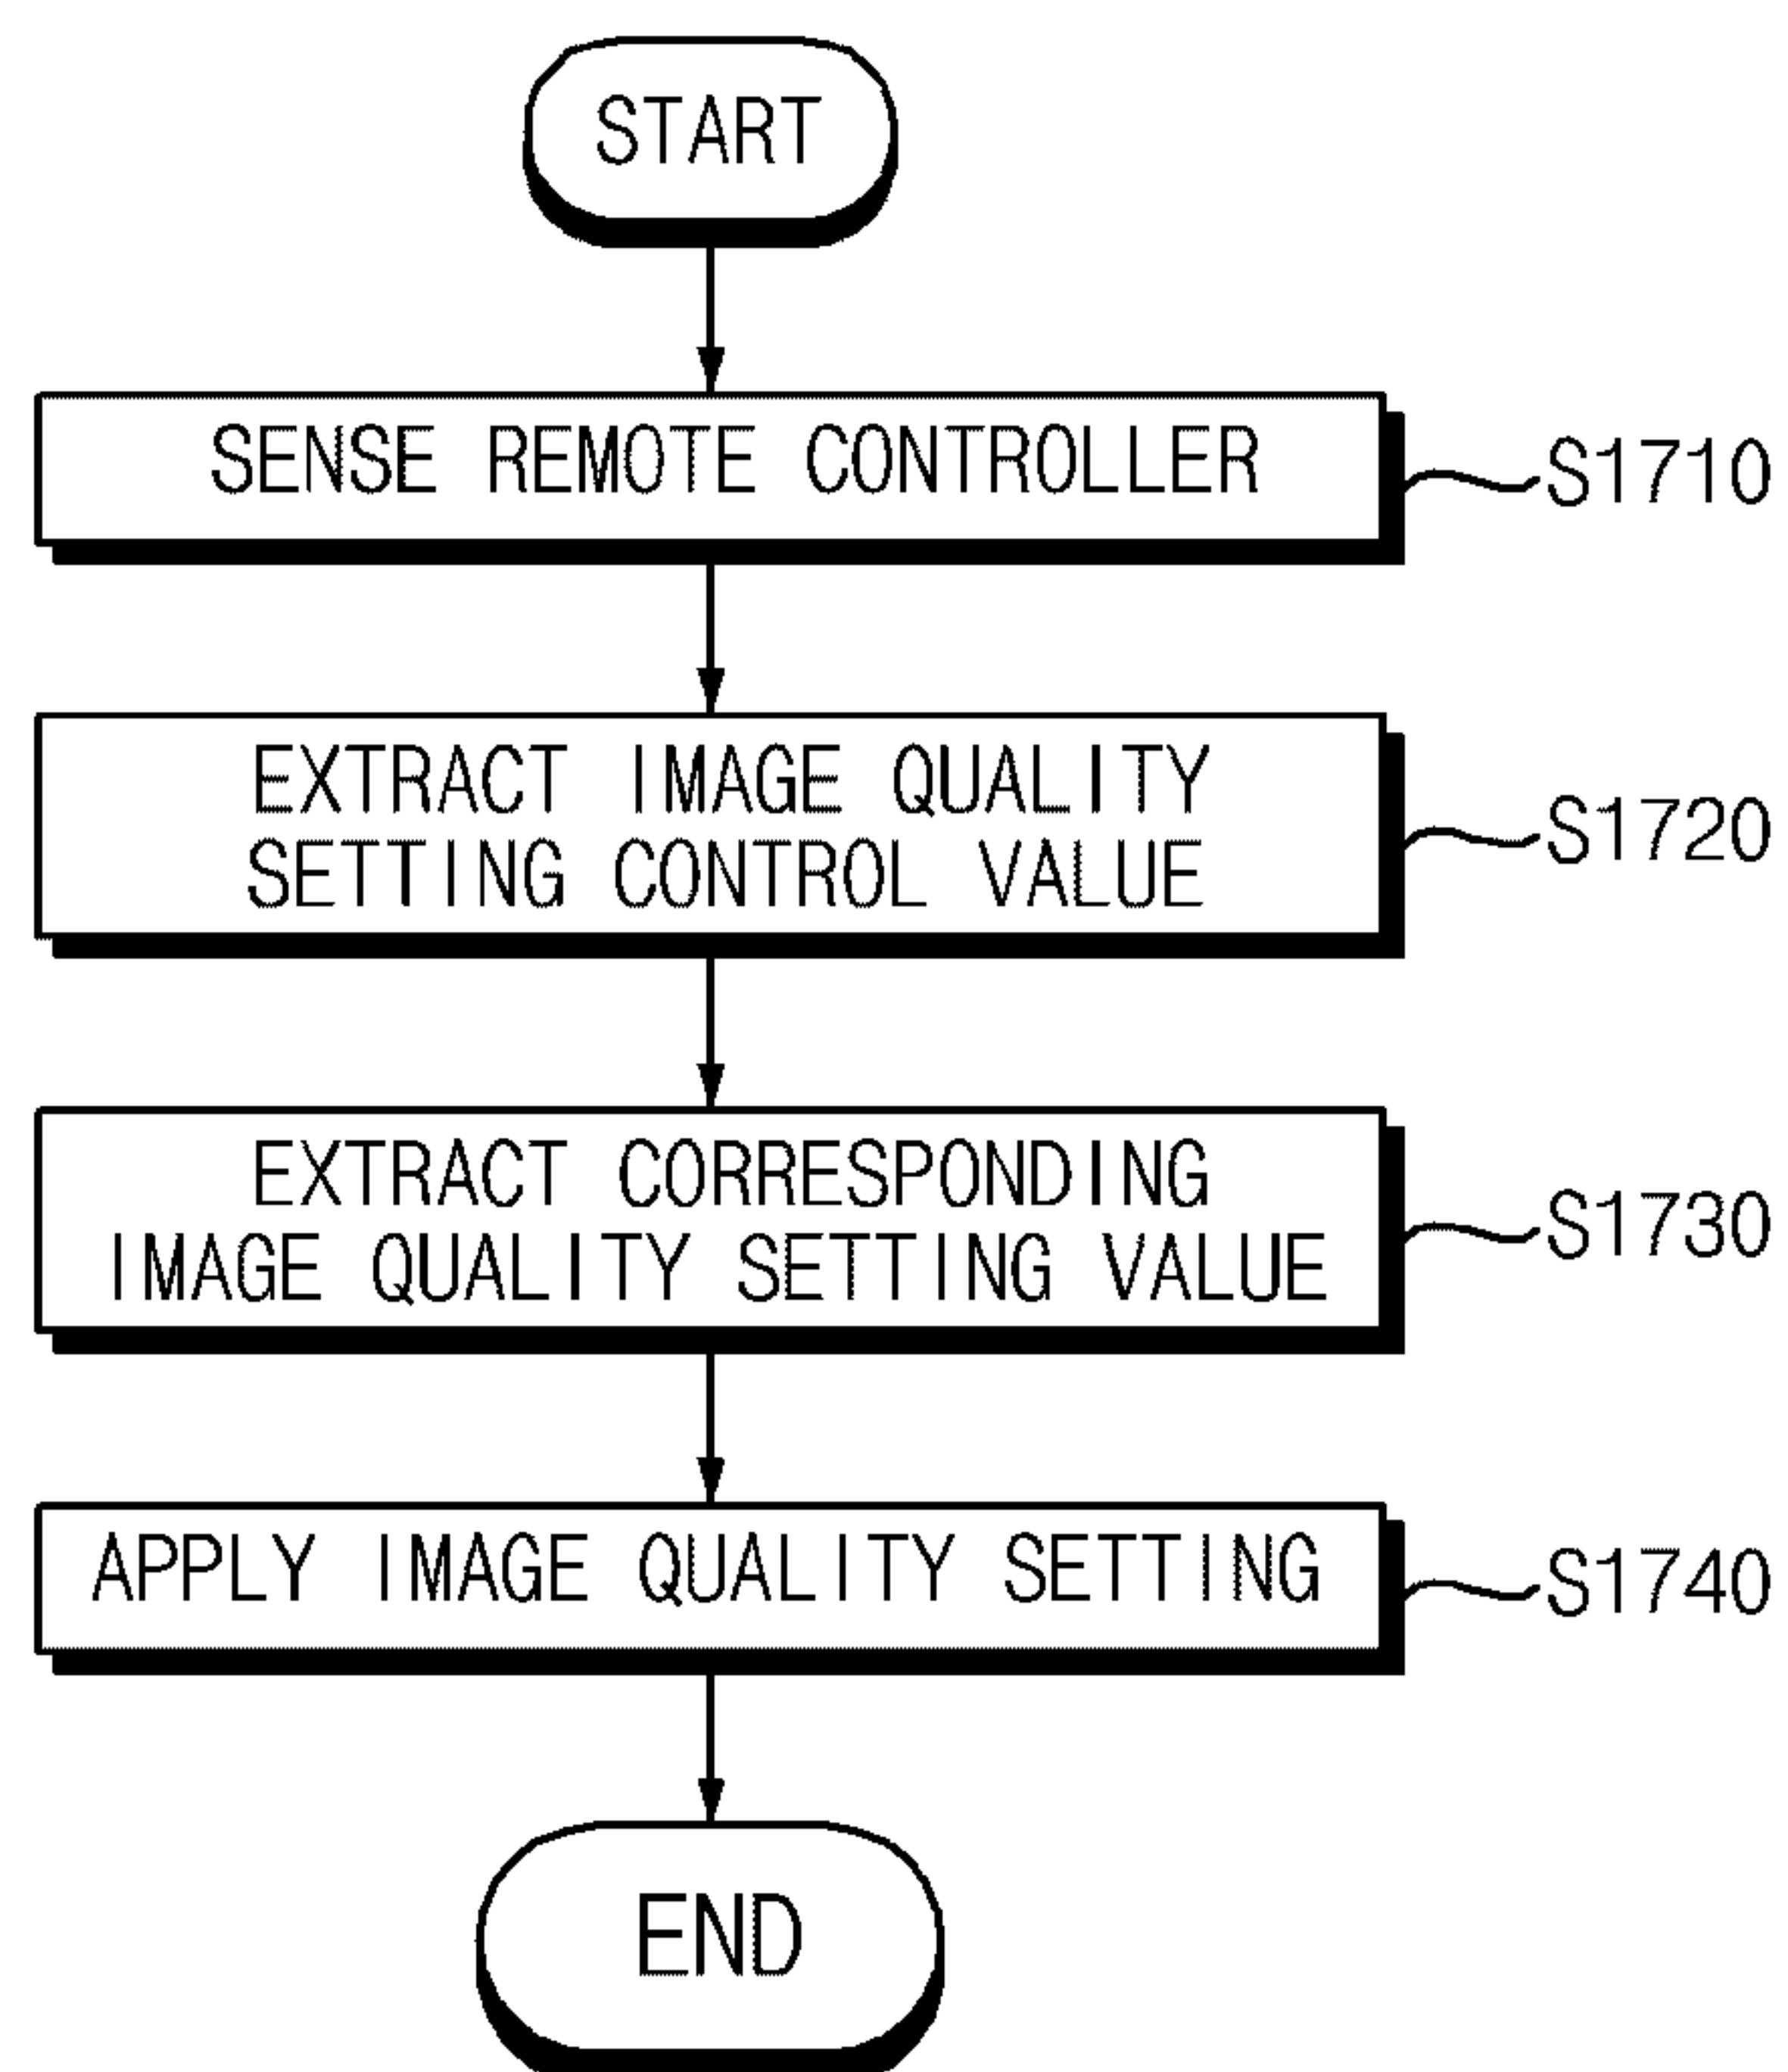 START
SENSE REMOTE CONTROLLER
S1710
EXTRACT IMAGE QUALITY
SETTING CONTROL VALUE
S1720
EXTRACT CORRESPONDING
IMAGE QUALITY SETTING VALUE
S1730
APPLY IMAGE QUALITY SETTING
S1740
END